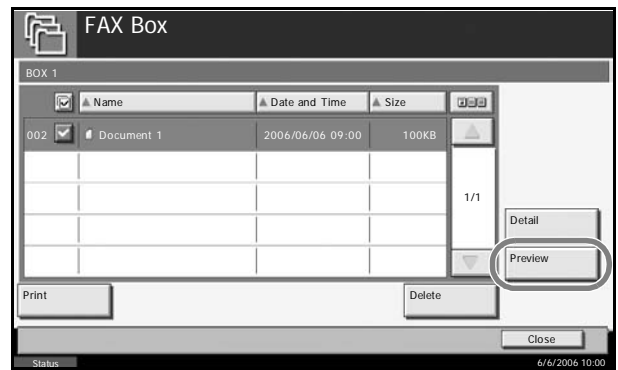 FAX Box
BOX 1
Name Date and Time Size
002 Document 1 2006/06/06 09:00 100KB
1/1
Detail
Preview
Print Delete
Close
Status 6/6/2006 10:00